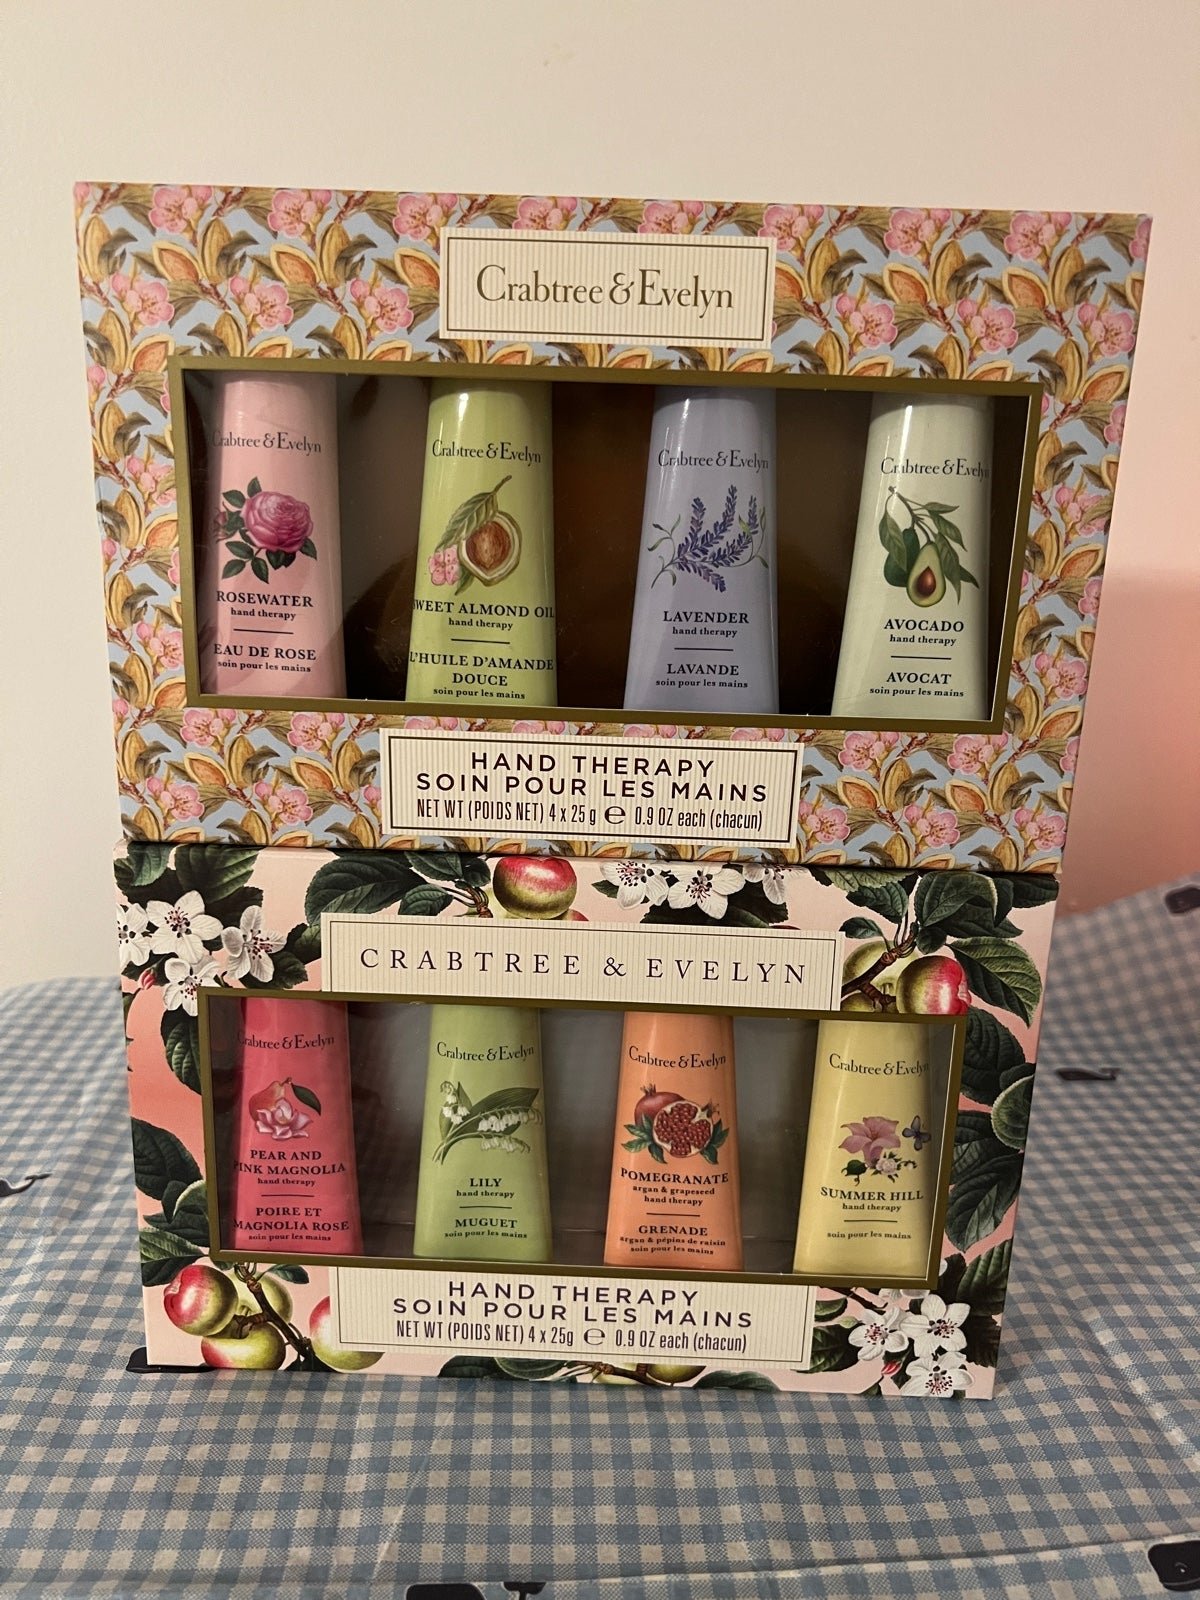 Crabtree & Evelyn
Crabtree & Evelyn
ROSEWATER
hand therapy
EAU DE ROSE
soin pour les mains
Crabtree & Evelyn
WEET ALMOND OIL
hand therapy
L'HUILE D'AMANDE
DOUCE
soin pour les mains
Crabtree & Evelyn
LAVENDER
hand therapy
LAVANDE
soin pour les mains
Crabtree & Evelyn
AVOCADO
hand therapy
AVOCAT
soin pour les mains
HAND THERAPY
SOIN POUR LES MAINS
NET WT (POIDS NET) 4 x 25 g ℮ 0.9 OZ each (chacun)
CRABTREE & EVELYN
Crabtree & Evelyn
PEAR AND
PINK MAGNOLIA
hand therapy
POIRE ET
MAGNOLIA ROSE
soin pour les mains
Crabtree & Evelyn
LILY
hand therapy
MUGUET
soin pour les mains
Crabtree & Evelyn
POMEGRANATE
argan & grapeseed
hand therapy
GRENADE
argan & pépins de raisin
soin pour les mains
Crabtree & Evelyn
SUMMER HILL
hand therapy
soin pour les mains
HAND THERAPY
SOIN POUR LES MAINS
NET WT (POIDS NET) 4 x 25g ℮ 0.9 OZ each (chacun)